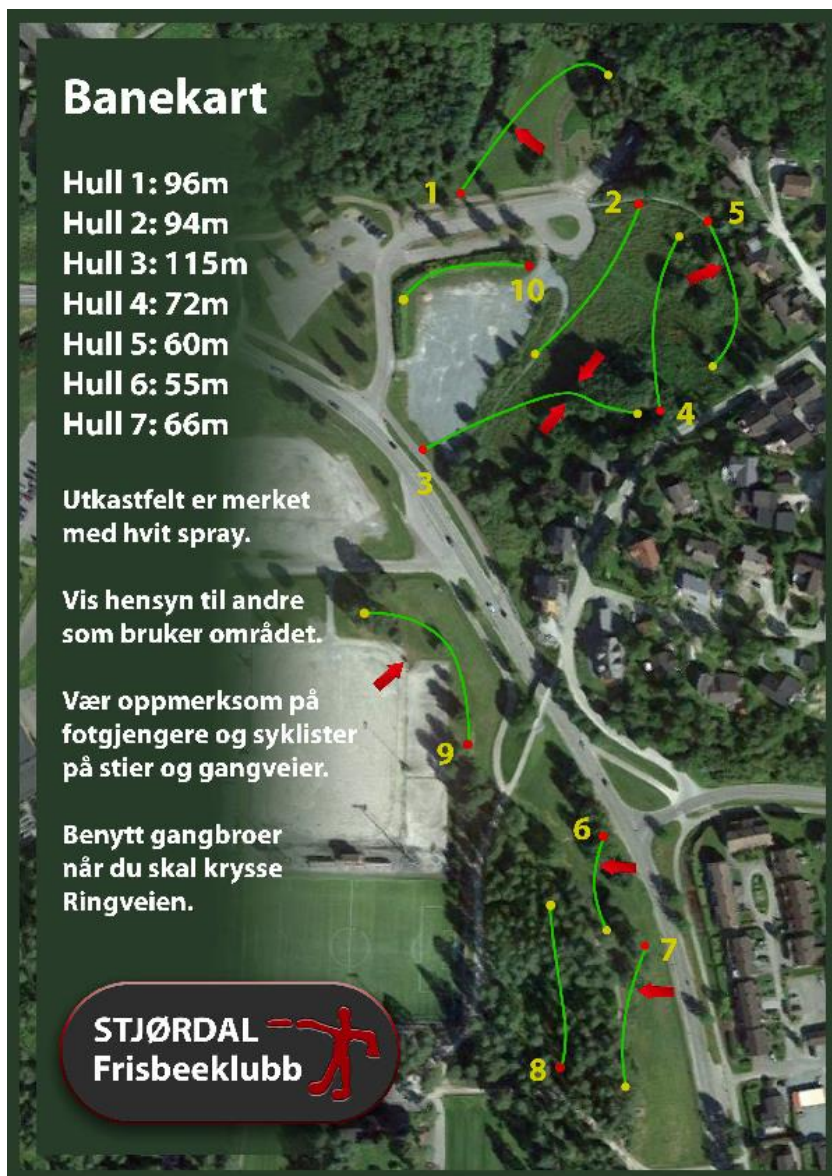 Banekart
Hull 1: 96m
Hull 2: 94m
Hull 3: 115m
Hull 4: 72m
Hull 5: 60m
Hull 6: 55m
Hull 7: 66m
Utkastfelt er merket
med hvit spray.
Vis hensyn til andre
som bruker området.
Vær oppmerksom på
fotgjengere og syklister
på stier og gangveier.
Benytt gangbroer
når du skal krysse
Ringveien.
STJØRDAL
Frisbeeklubb
1
2
5
10
4
3
9
6
7
8